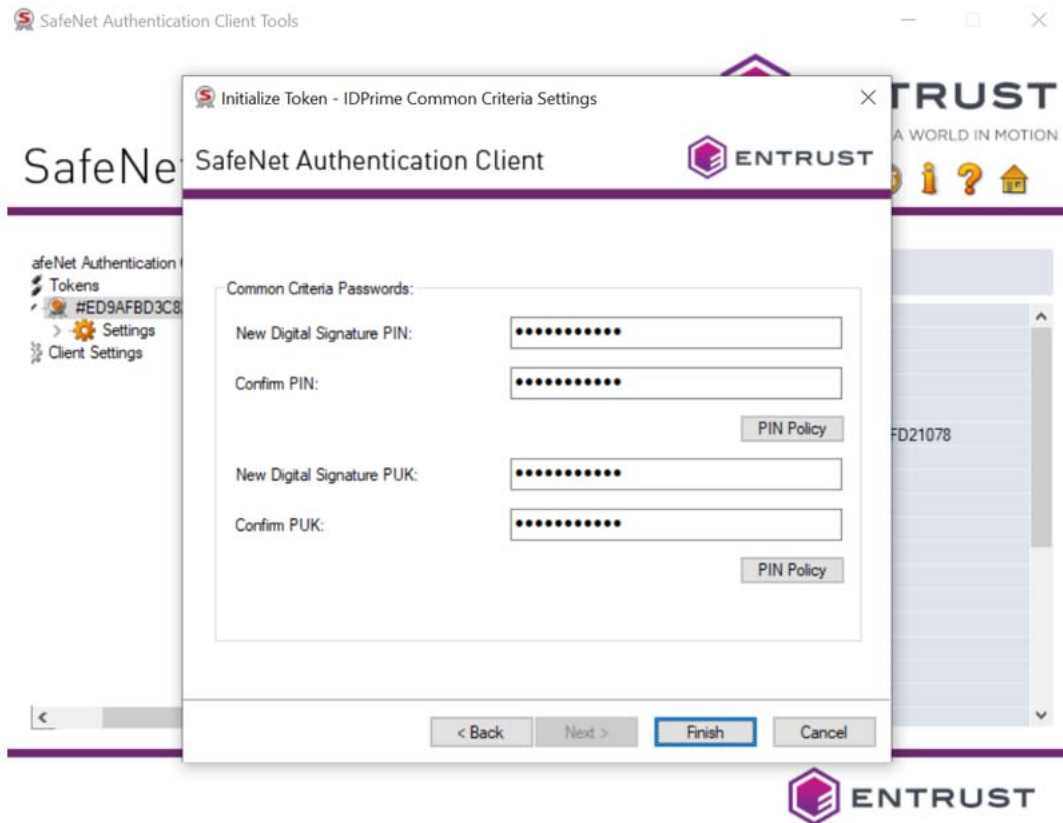 SafeNet Authentication Client Tools
TRUST
A WORLD IN MOTION
SafeNe
Initialize Token - IDPrime Common Criteria Settings
SafeNet Authentication Client
ENTRUST
afeNet Authentication
Tokens
#ED9AFBD3C8
Settings
Client Settings
Common Criteria Passwords:
New Digital Signature PIN:
Confirm PIN:
PIN Policy
FD21078
New Digital Signature PUK:
Confirm PUK:
PIN Policy
< Back
Next >
Finish
Cancel
ENTRUST